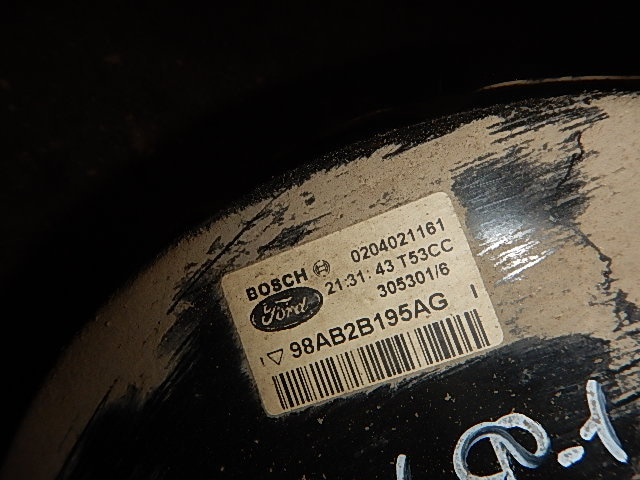 BOSCH 0204021161
Ford 21:31:43 T53CC
305301/6
98AB2B195AG